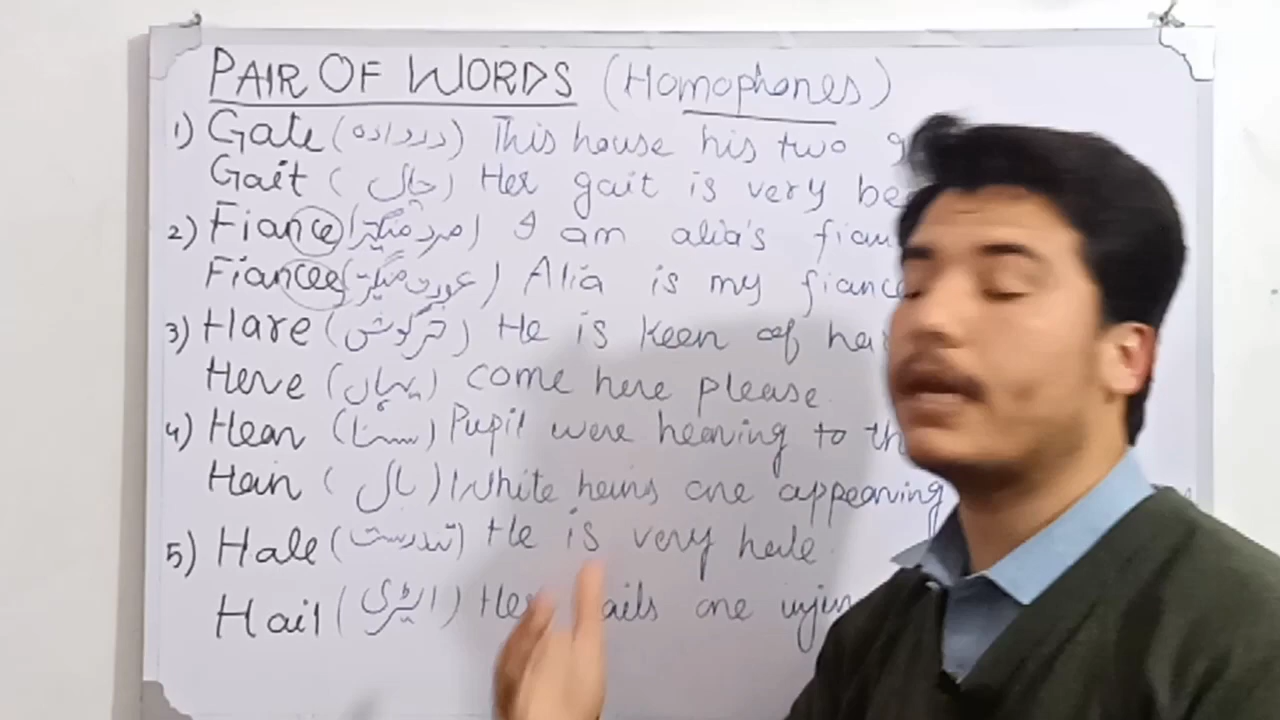 PAIR OF WORDS (Homophones)
1) Gate (دروازہ) This house his two g
Gait (چال) Her gait is very be
2) Fiance (مرد منگیتر) I am alia's fian
Fiancee (عورت منگیتر) Alia is my fiance
3) Hare (خرگوش) He is keen of ha
Here (یہاں) come here please.
4) Hear (سننا) Pupil were hearing to th
Hair (بال) White hairs are appearing
5) Hale (تندرست) He is very hale.
Hail (ایڑی) Her ails are injur